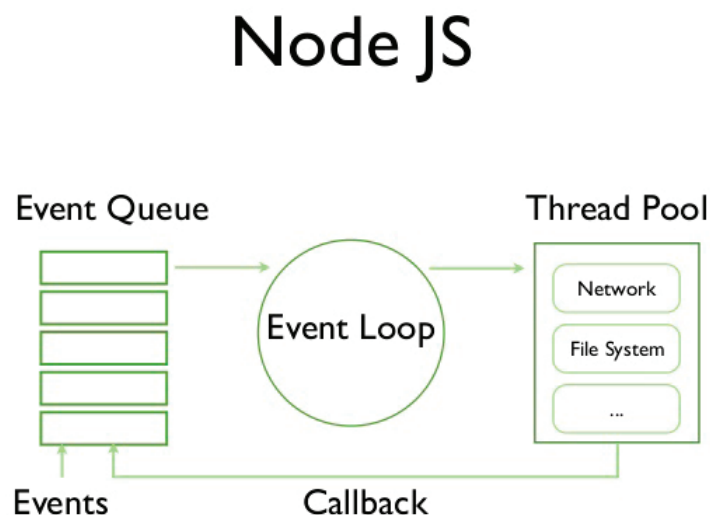 Node JS
Event Queue
Thread Pool
Event Loop
Network
File System
...
Events
Callback